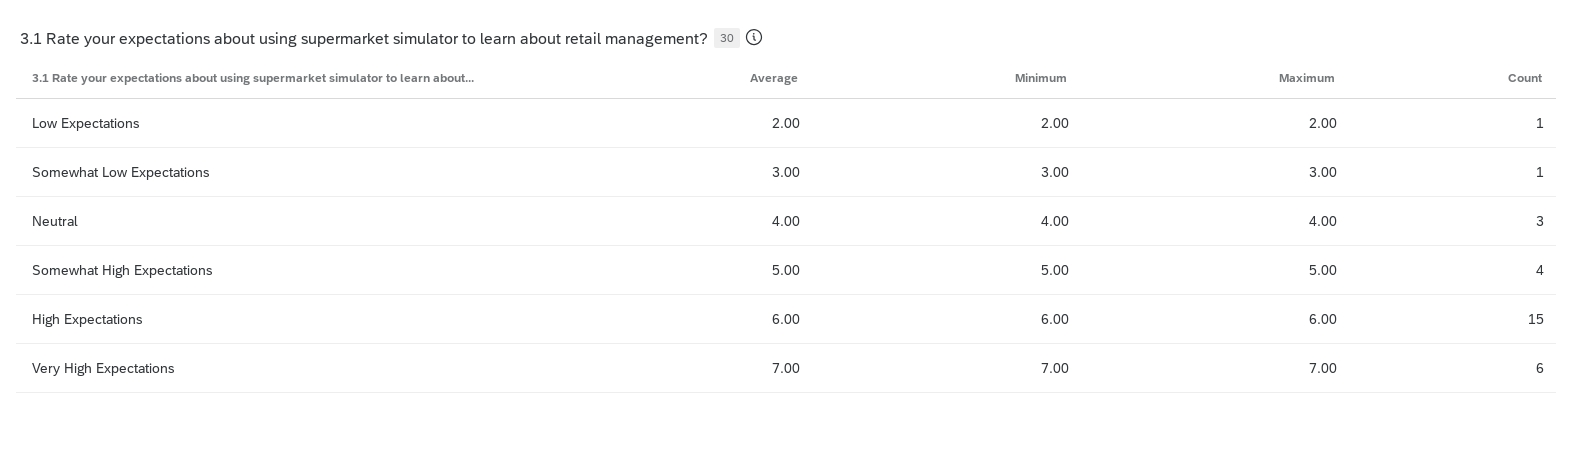 3.1 Rate your expectations about using supermarket simulator to learn about retail management? 30
3.1 Rate your expectations about using supermarket simulator to learn about... Average Minimum Maximum Count
Low Expectations 2.00 2.00 2.00 1
Somewhat Low Expectations 3.00 3.00 3.00 1
Neutral 4.00 4.00 4.00 3
Somewhat High Expectations 5.00 5.00 5.00 4
High Expectations 6.00 6.00 6.00 15
Very High Expectations 7.00 7.00 7.00 6